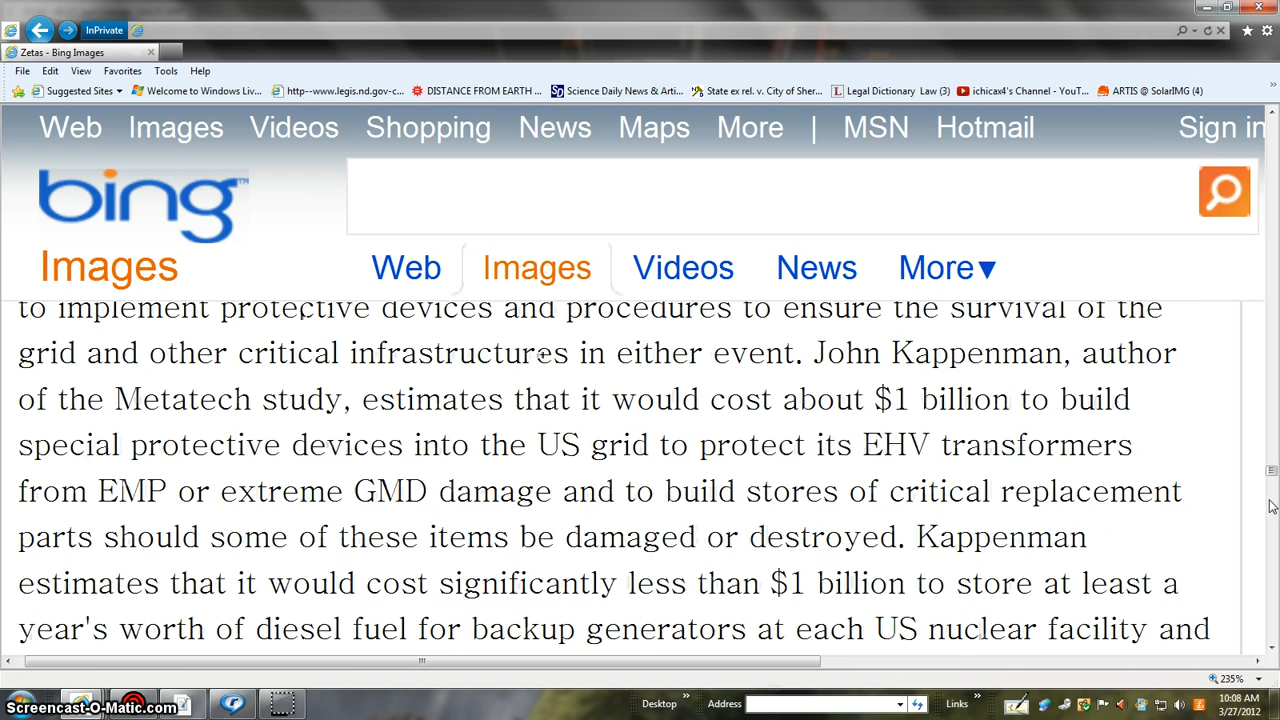 InPrivate
Zetas - Bing Images
File Edit View Favorites Tools Help
Suggested Sites Welcome to Windows Liv... http--www.legis.nd.gov-c... DISTANCE FROM EARTH ... Science Daily News & Arti... State ex rel. v. City of Sher... Legal Dictionary Law (3) ichicax4's Channel - YouT... ARTIS @ SolarIMG (4)
Web Images Videos Shopping News Maps More | MSN Hotmail Sign in
bing™
Images Web Images Videos News More▼
to implement protective devices and procedures to ensure the survival of the
grid and other critical infrastructures in either event. John Kappenman, author
of the Metatech study, estimates that it would cost about $1 billion to build
special protective devices into the US grid to protect its EHV transformers
from EMP or extreme GMD damage and to build stores of critical replacement
parts should some of these items be damaged or destroyed. Kappenman
estimates that it would cost significantly less than $1 billion to store at least a
year's worth of diesel fuel for backup generators at each US nuclear facility and
235%
Desktop » Address Links »
10:08 AM
3/27/2012
Screencast-O-Matic.com